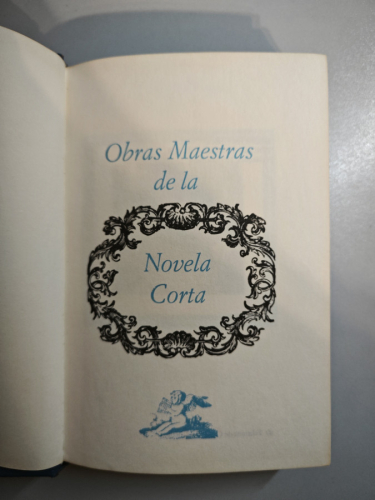 Obras Maestras
de la
Novela
Corta